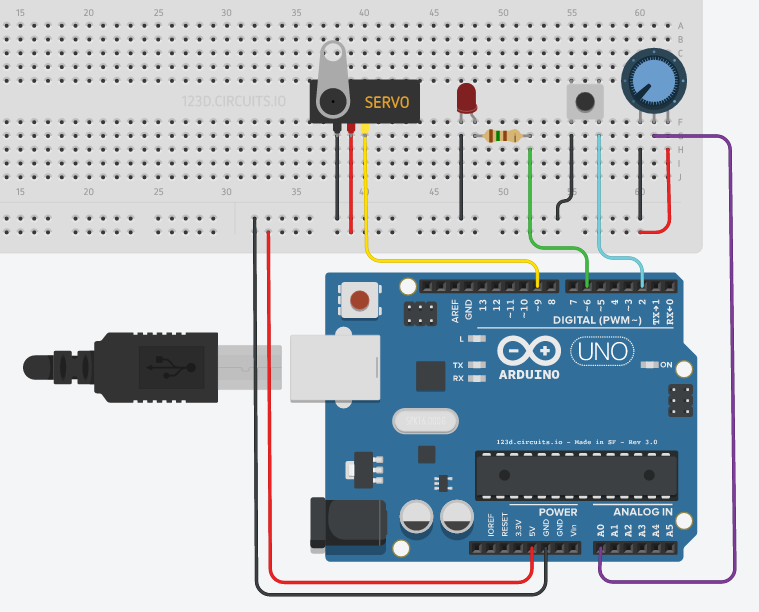 15 20 25 30 35 40 45 50 55 60
A
B
C
123D.CIRCUITS.IO
SERVO
F
G
H
I
J
15 20 25 30 35 40 45 50 55 60
AREF
GND
13
12
~11
~10
~9
8
7
~6
~5
4
~3
2
TX→1
RX←0
DIGITAL (PWM~)
L
TX
RX
UNO
ARDUINO
ON
123d.circuits.io - Made in SF - Rev 3.0
POWER
ANALOG IN
IOREF
RESET
3.3V
5V
GND
GND
Vin
A0
A1
A2
A3
A4
A5